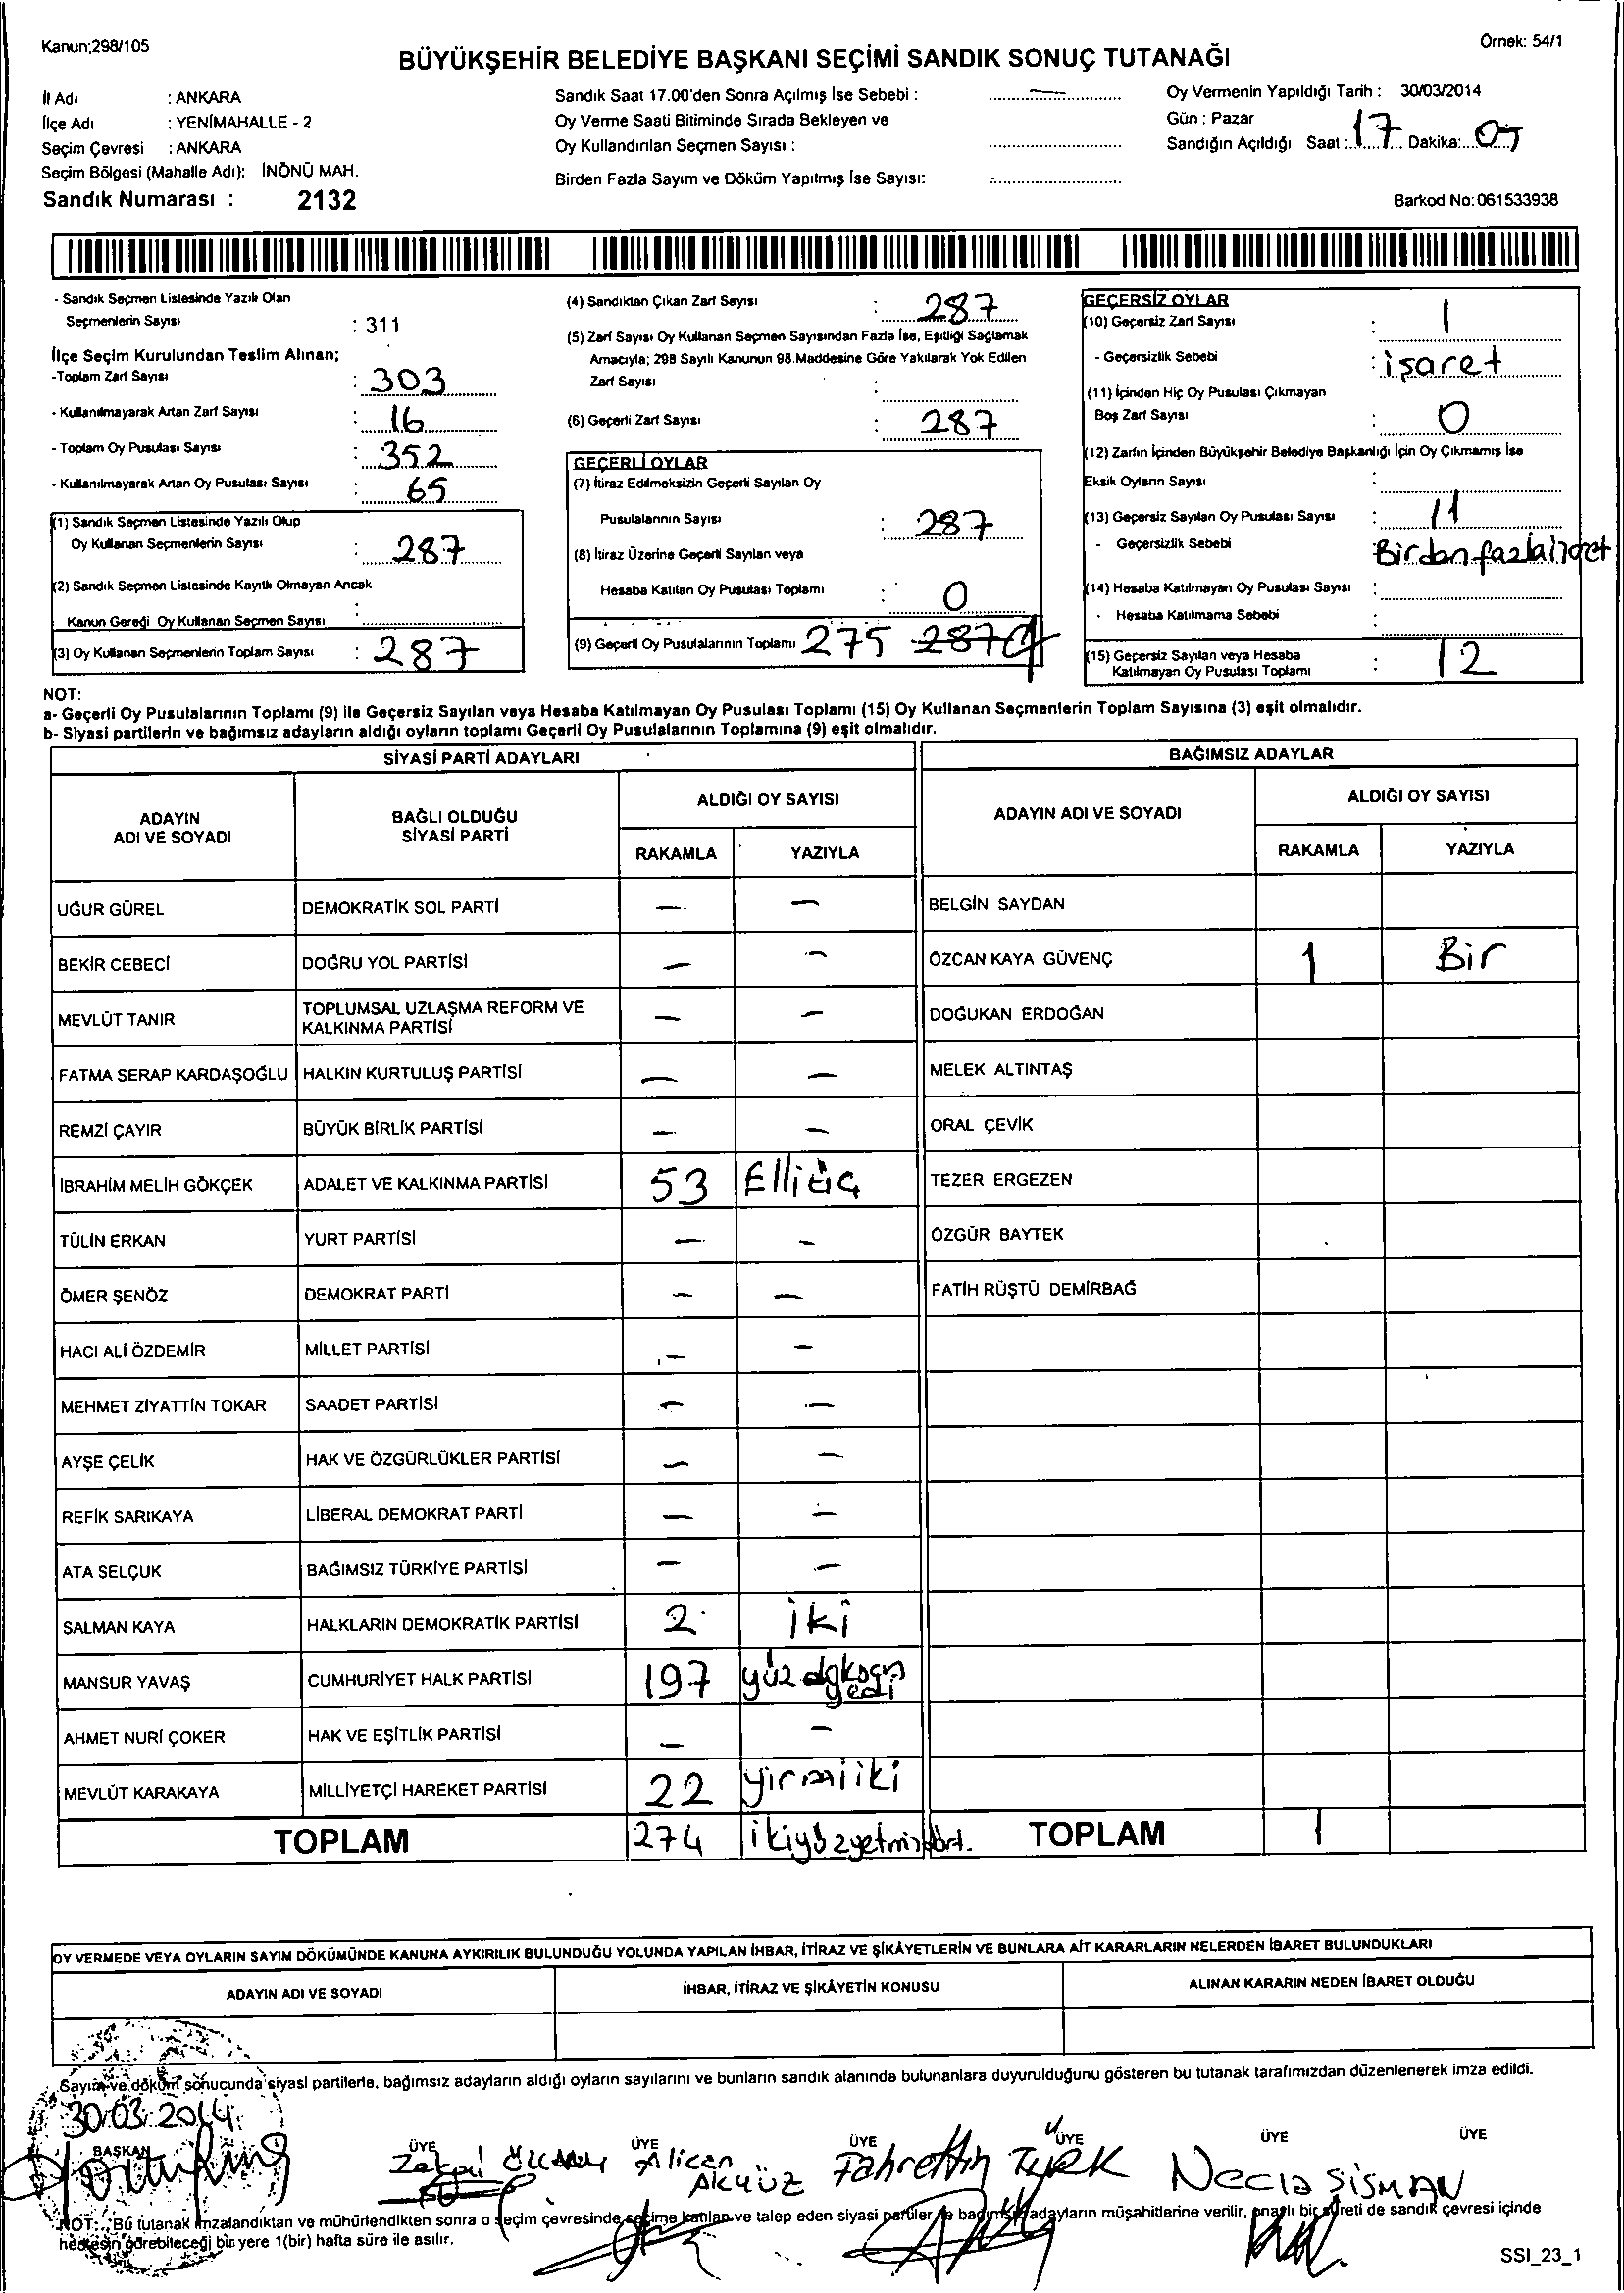 Kanun;298/105
Örnek: 54/1
BÜYÜKŞEHİR BELEDİYE BAŞKANI SEÇİMİ SANDIK SONUÇ TUTANAĞI
İl Adı : ANKARA
İlçe Adı : YENİMAHALLE - 2
Seçim Çevresi : ANKARA
Seçim Bölgesi (Mahalle Adı): İNÖNÜ MAH.
Sandık Numarası : 2132
Sandık Saat 17.00'den Sonra Açılmış İse Sebebi :
Oy Verme Saati Bitiminde Sırada Bekleyen ve
Oy Kullandırılan Seçmen Sayısı :
Birden Fazla Sayım ve Döküm Yapılmış İse Sayısı:
Oy Vermenin Yapıldığı Tarih : 30/03/2014
Gün : Pazar
Sandığın Açıldığı Saat : 17 Dakika: 05
Barkod No: 061533938
- Sandık Seçmen Listesinde Yazılı Olan
Seçmenlerin Sayısı : 311
İlçe Seçim Kurulundan Teslim Alınan;
-Toplam Zarf Sayısı : 303
- Kullanılmayarak Artan Zarf Sayısı : 16
- Toplam Oy Pusulası Sayısı : 352
- Kullanılmayarak Artan Oy Pusulası Sayısı : 65
(1) Sandık Seçmen Listesinde Yazılı Olup
Oy Kullanan Seçmenlerin Sayısı : 287
(2) Sandık Seçmen Listesinde Kayıtlı Olmayan Ancak
Kanun Gereği Oy Kullanan Seçmen Sayısı :
(3) Oy Kullanan Seçmenlerin Toplam Sayısı : 287
(4) Sandıktan Çıkan Zarf Sayısı : 287
(5) Zarf Sayısı Oy Kullanan Seçmen Sayısından Fazla İse, Eşitliği Sağlamak
Amacıyla; 298 Sayılı Kanunun 98.Maddesine Göre Yakılarak Yok Edilen
Zarf Sayısı :
(6) Geçerli Zarf Sayısı : 287
GEÇERLİ OYLAR
(7) İtiraz Edilmeksizin Geçerli Sayılan Oy
Pusulalarının Sayısı : 287
(8) İtiraz Üzerine Geçerli Sayılan veya
Hesaba Katılan Oy Pusulası Toplamı : 0
(9) Geçerli Oy Pusulalarının Toplamı 275 287
GEÇERSİZ OYLAR
(10) Geçersiz Zarf Sayısı : 1
- Geçersizlik Sebebi : işaret
(11) İçinden Hiç Oy Pusulası Çıkmayan
Boş Zarf Sayısı : 0
(12) Zarfın İçinden Büyükşehir Belediye Başkanlığı İçin Oy Çıkmamış İse
Eksik Oyların Sayısı :
(13) Geçersiz Sayılan Oy Pusulası Sayısı : 11
- Geçersizlik Sebebi Birden fazla
(14) Hesaba Katılmayan Oy Pusulası Sayısı :
- Hesaba Katılmama Sebebi :
(15) Geçersiz Sayılan veya Hesaba
Katılmayan Oy Pusulası Toplamı : 12
NOT:
a- Geçerli Oy Pusulalarının Toplamı (9) ile Geçersiz Sayılan veya Hesaba Katılmayan Oy Pusulası Toplamı (15) Oy Kullanan Seçmenlerin Toplam Sayısına (3) eşit olmalıdır.
b- Siyasi partilerin ve bağımsız adayların aldığı oyların toplamı Geçerli Oy Pusulalarının Toplamına (9) eşit olmalıdır.
SİYASİ PARTİ ADAYLARI
BAĞIMSIZ ADAYLAR
ADAYIN ADI VE SOYADI
BAĞLI OLDUĞU SİYASİ PARTİ
ALDIĞI OY SAYISI
RAKAMLA YAZIYLA
ADAYIN ADI VE SOYADI
ALDIĞI OY SAYISI
RAKAMLA YAZIYLA
UĞUR GÜREL DEMOKRATİK SOL PARTİ — — BELGİN SAYDAN
BEKİR CEBECİ DOĞRU YOL PARTİSİ — — ÖZCAN KAYA GÜVENÇ 1 Bir
MEVLÜT TANIR TOPLUMSAL UZLAŞMA REFORM VE KALKINMA PARTİSİ — — DOĞUKAN ERDOĞAN
FATMA SERAP KARDAŞOĞLU HALKIN KURTULUŞ PARTİSİ — — MELEK ALTINTAŞ
REMZİ ÇAYIR BÜYÜK BİRLİK PARTİSİ — — ORAL ÇEVİK
İBRAHİM MELİH GÖKÇEK ADALET VE KALKINMA PARTİSİ 53 Elliüç TEZER ERGEZEN
TÜLİN ERKAN YURT PARTİSİ — — ÖZGÜR BAYTEK
ÖMER ŞENÖZ DEMOKRAT PARTİ — — FATİH RÜŞTÜ DEMİRBAĞ
HACI ALİ ÖZDEMİR MİLLET PARTİSİ — —
MEHMET ZİYATTİN TOKAR SAADET PARTİSİ — —
AYŞE ÇELİK HAK VE ÖZGÜRLÜKLER PARTİSİ — —
REFİK SARIKAYA LİBERAL DEMOKRAT PARTİ — —
ATA SELÇUK BAĞIMSIZ TÜRKİYE PARTİSİ — —
SALMAN KAYA HALKLARIN DEMOKRATİK PARTİSİ 2 iki
MANSUR YAVAŞ CUMHURİYET HALK PARTİSİ 197 yüz doksan yedi
AHMET NURİ ÇOKER HAK VE EŞİTLİK PARTİSİ — —
MEVLÜT KARAKAYA MİLLİYETÇİ HAREKET PARTİSİ 22 yirmiiki
TOPLAM 274 ikiyüzyetmişdört. TOPLAM 1
OY VERMEDE VEYA OYLARIN SAYIM DÖKÜMÜNDE KANUNA AYKIRILIK BULUNDUĞU YOLUNDA YAPILAN İHBAR, İTİRAZ VE ŞİKÂYETLERİN VE BUNLARA AİT KARARLARIN NELERDEN İBARET BULUNDUKLARI
ADAYIN ADI VE SOYADI İHBAR, İTİRAZ VE ŞİKÂYETİN KONUSU ALINAN KARARIN NEDEN İBARET OLDUĞU
Sayım ve döküm sonucunda siyasi partilerle, bağımsız adayların aldığı oyların sayılarını ve bunların sandık alanında bulunanlara duyurulduğunu gösteren bu tutanak tarafımızdan düzenlenerek imza edildi.
30.03.2014
BAŞKAN ÜYE ÜYE ÜYE ÜYE ÜYE ÜYE
Alican Akyüz Fahrettin Türk Necla ŞİŞMAN
NOT: Bu tutanak imzalandıktan ve mühürlendikten sonra o seçim çevresinde seçime katılan ve talep eden siyasi partiler ile bağımsız adayların müşahitlerine verilir, onaylı bir sureti de sandık çevresi içinde
herkesin görebileceği bir yere 1(bir) hafta süre ile asılır.
SSI_23_1